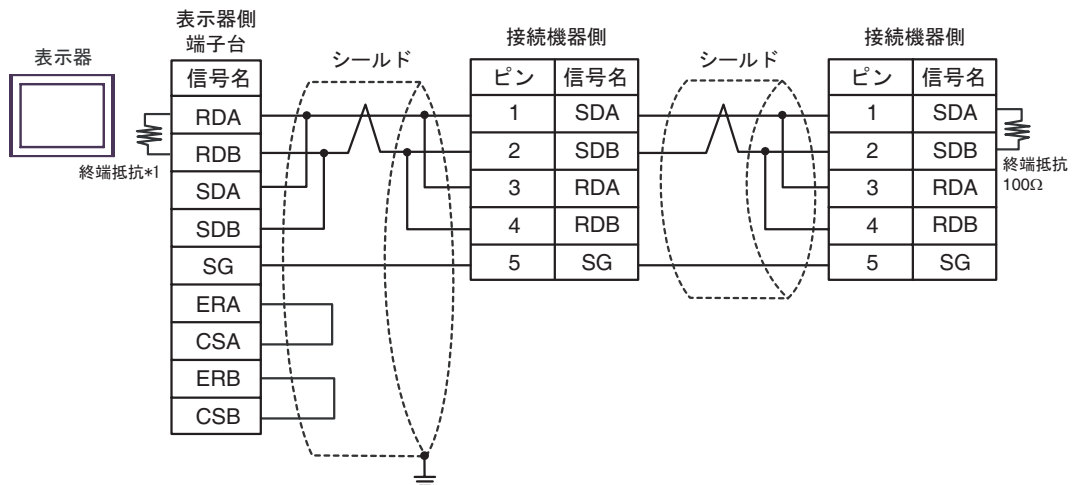 表示器
表示器側
端子台
信号名
RDA
RDB
SDA
SDB
SG
ERA
CSA
ERB
CSB
終端抵抗*1
シールド
接続機器側
ピン 信号名
1 SDA
2 SDB
3 RDA
4 RDB
5 SG
シールド
接続機器側
ピン 信号名
1 SDA
2 SDB
3 RDA
4 RDB
5 SG
終端抵抗
100Ω